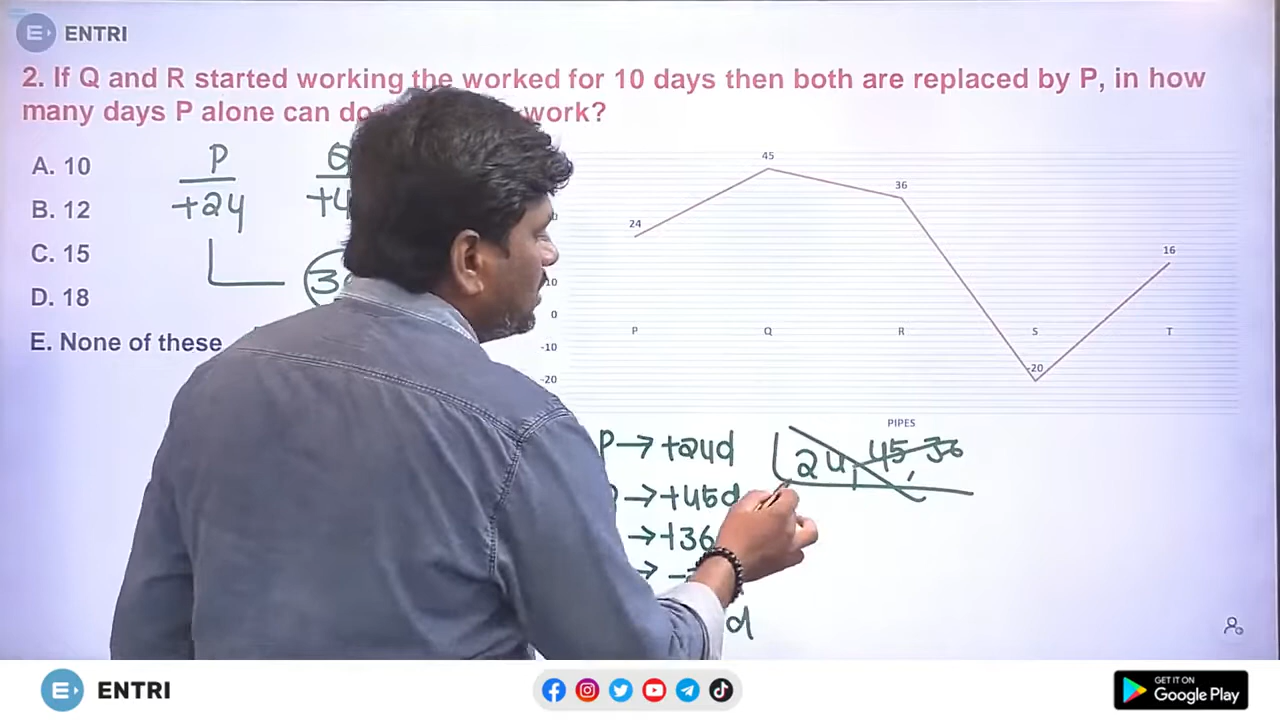 ENTRI
2. If Q and R started working the worked for 10 days then both are replaced by P, in how
many days P alone can do work?
A. 10
B. 12
C. 15
D. 18
E. None of these
P
+24
45
36
24
16
10
0
-10
-20
P Q R S T
-20
PIPES
P → +24d
→ +45d
→ +36
d
24, 45, 36
ENTRI
GET IT ON
Google Play